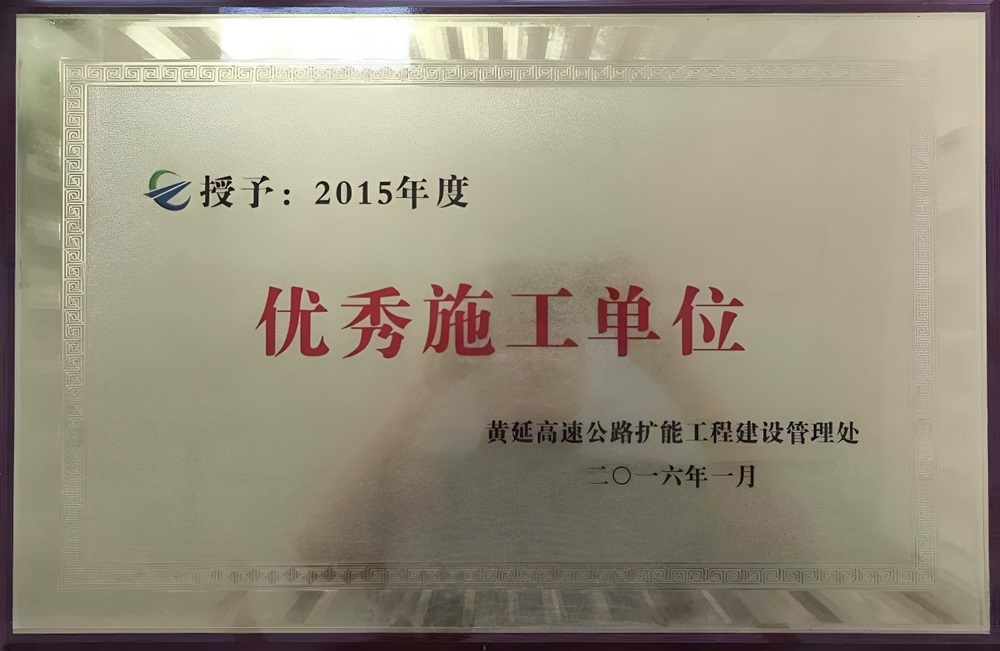 授予：2015年度
优秀施工单位
黄延高速公路扩能工程建设管理处
二〇一六年一月